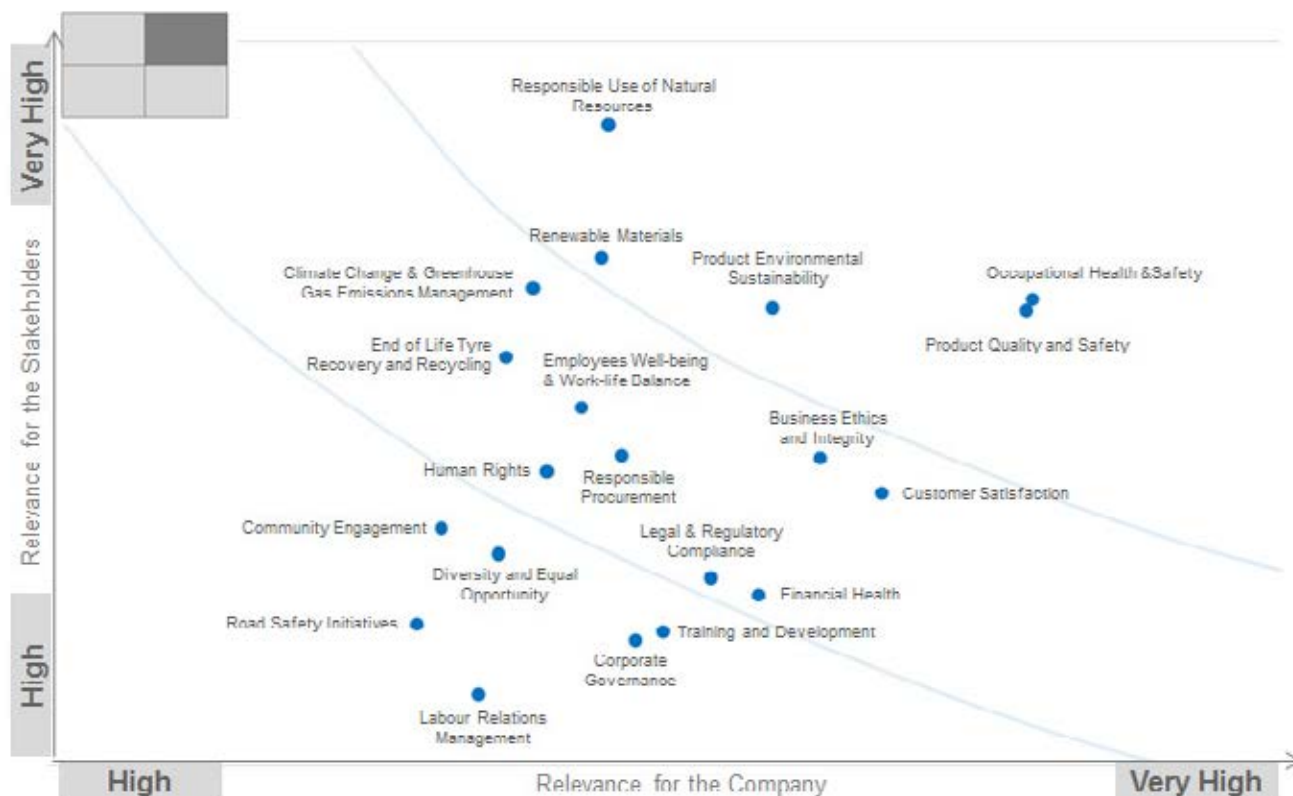 Very High
Relevance for the Stakeholders
High
Responsible Use of Natural
Resources
Renewable Materials
Climate Change & Greenhouse
Gas Emissions Management
Product Environmental
Sustainability
Occupational Health &Safety
Product Quality and Safety
End of Life Tyre
Recovery and Recycling
Employees Well-being
& Work-life Balance
Business Ethics
and Integrity
Human Rights
Responsible
Procurement
Customer Satisfaction
Community Engagement
Legal & Regulatory
Compliance
Diversity and Equal
Opportunity
Financial Health
Road Safety Initiatives
Training and Development
Corporate
Governance
Labour Relations
Management
High
Relevance for the Company
Very High